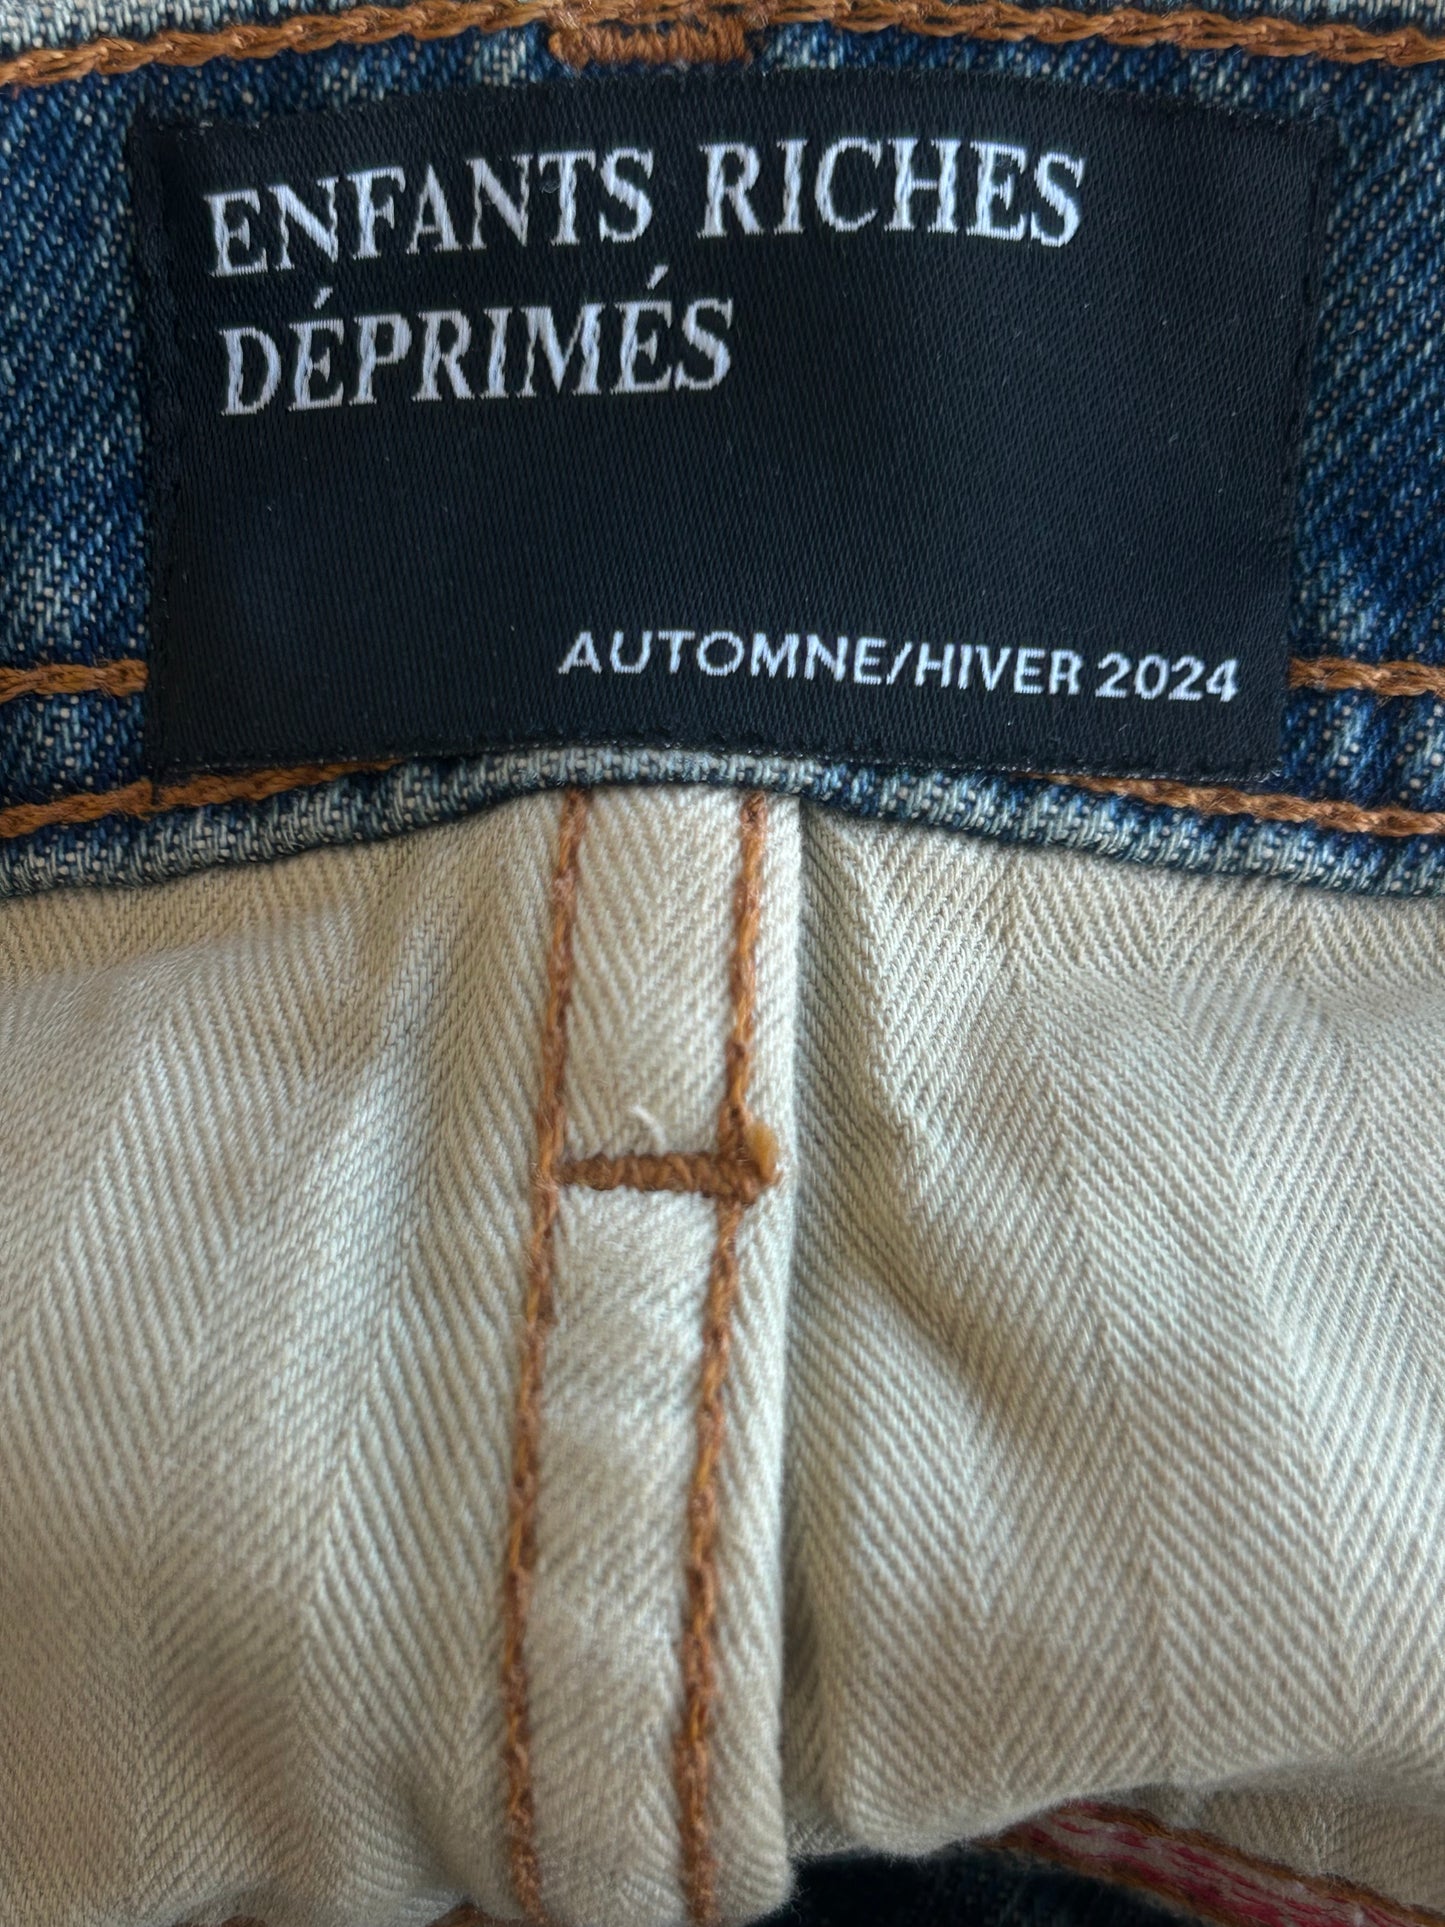 ENFANTS RICHES
DÉPRIMÉS
AUTOMNE/HIVER 2024